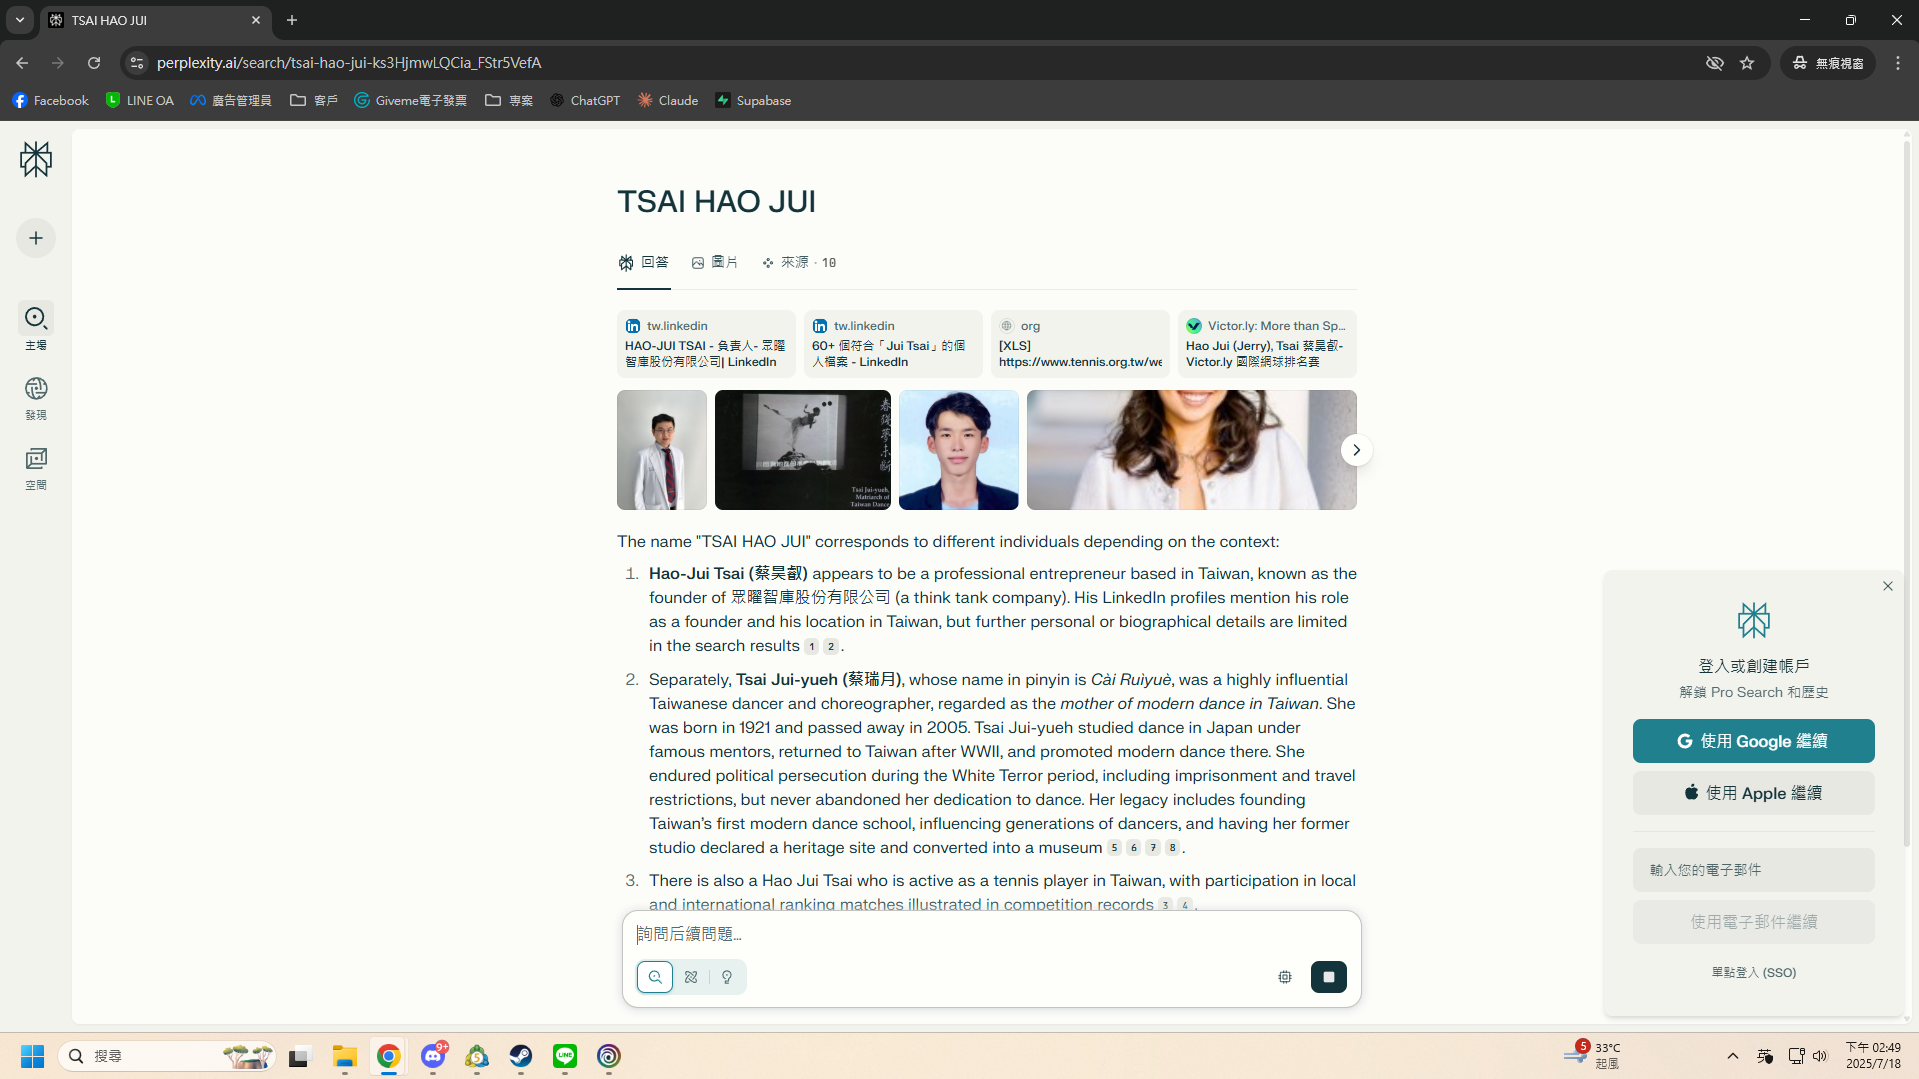 TSAI HAO JUI
perplexity.ai/search/tsai-hao-jui-ks3HjmwLQCia_FStr5VefA
無痕視窗
Facebook
LINE OA
廣告管理員
客戶
Giveme電子發票
專案
ChatGPT
Claude
Supabase
主場
發現
空間
TSAI HAO JUI
回答
圖片
來源 · 10
tw.linkedin
HAO-JUI TSAI - 負責人- 眾曜
智庫股份有限公司| LinkedIn
tw.linkedin
60+ 個符合「Jui Tsai」的個
人檔案 - LinkedIn
org
[XLS]
https://www.tennis.org.tw/we
Victor.ly: More than Sp...
Hao Jui (Jerry), Tsai 蔡昊叡-
Victor.ly 國際網球排名賽
Tsai Jui-yueh,
Matriarch of
Taiwan Dance
The name "TSAI HAO JUI" corresponds to different individuals depending on the context:
1. Hao-Jui Tsai (蔡昊叡) appears to be a professional entrepreneur based in Taiwan, known as the
founder of 眾曜智庫股份有限公司 (a think tank company). His LinkedIn profiles mention his role
as a founder and his location in Taiwan, but further personal or biographical details are limited
in the search results 1 2.
2. Separately, Tsai Jui-yueh (蔡瑞月), whose name in pinyin is Cài Ruìyuè, was a highly influential
Taiwanese dancer and choreographer, regarded as the mother of modern dance in Taiwan. She
was born in 1921 and passed away in 2005. Tsai Jui-yueh studied dance in Japan under
famous mentors, returned to Taiwan after WWII, and promoted modern dance there. She
endured political persecution during the White Terror period, including imprisonment and travel
restrictions, but never abandoned her dedication to dance. Her legacy includes founding
Taiwan's first modern dance school, influencing generations of dancers, and having her former
studio declared a heritage site and converted into a museum 5 6 7 8.
3. There is also a Hao Jui Tsai who is active as a tennis player in Taiwan, with participation in local
and international ranking matches illustrated in competition records 3 4.
詢問后續問題...
登入或創建帳戶
解鎖 Pro Search 和歷史
使用 Google 繼續
使用 Apple 繼續
輸入您的電子郵件
使用電子郵件繼續
單點登入 (SSO)
搜尋
9+
5
33°C
起風
英
下午 02:49
2025/7/18